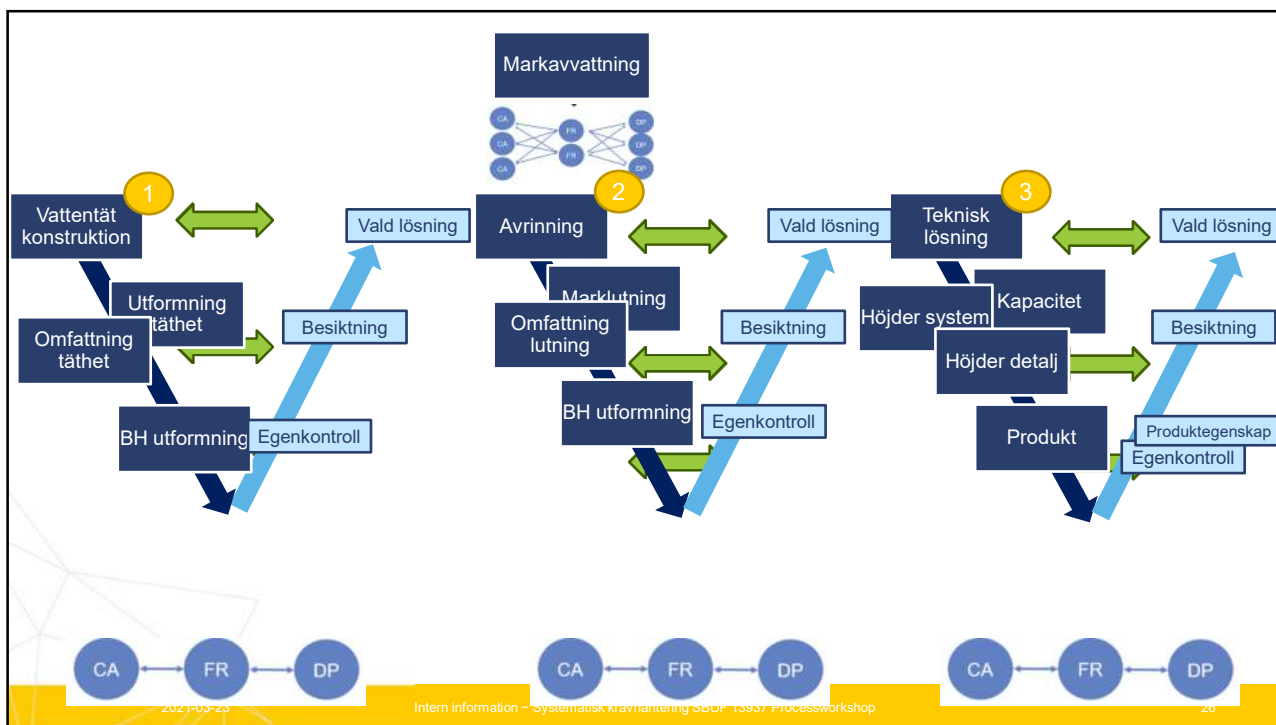 Markavvattning
CA
CA
CA
FR
FR
DP
DP
DP
1
Vattentät
konstruktion
Vald lösning
Utformning
täthet
Omfattning
täthet
Besiktning
BH utformning
Egenkontroll
2
Avrinning
Vald lösning
Marklutning
Omfattning
lutning
Besiktning
BH utformning
Egenkontroll
3
Teknisk
lösning
Vald lösning
Kapacitet
Höjder system
Besiktning
Höjder detalj
Produkt
Produktegenskap
Egenkontroll
CA
FR
DP
CA
FR
DP
CA
FR
DP
2021-03-23
Intern information – Systematisk kravhantering SBUF 13937 Processworkshop
26